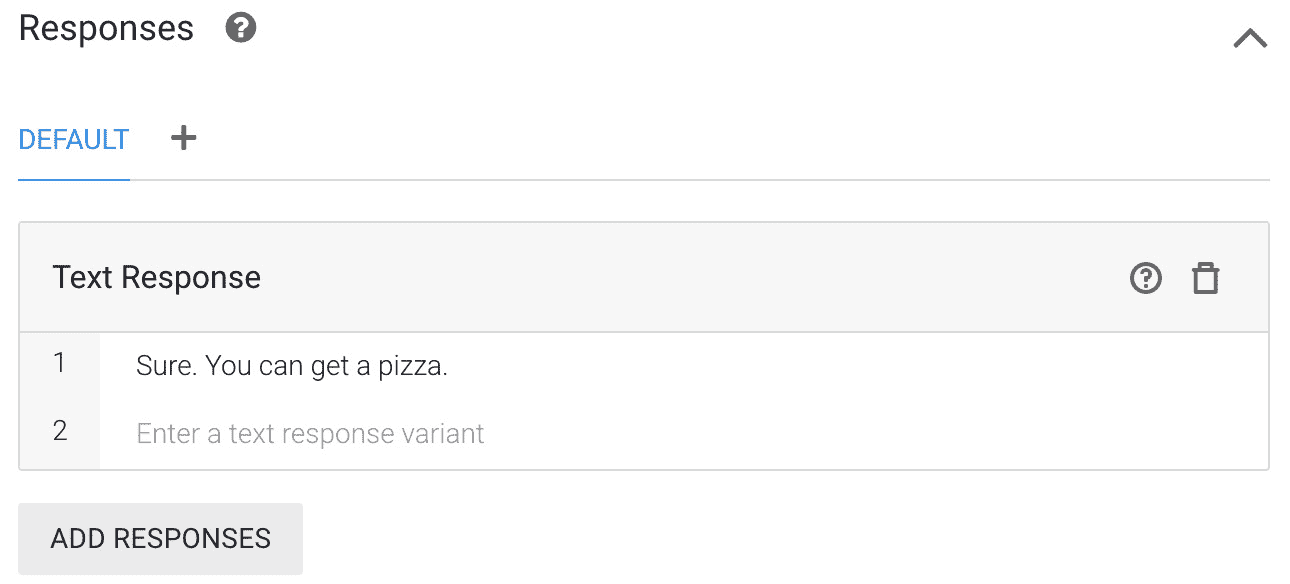 Responses
DEFAULT
Text Response
1 Sure. You can get a pizza.
2 Enter a text response variant
ADD RESPONSES